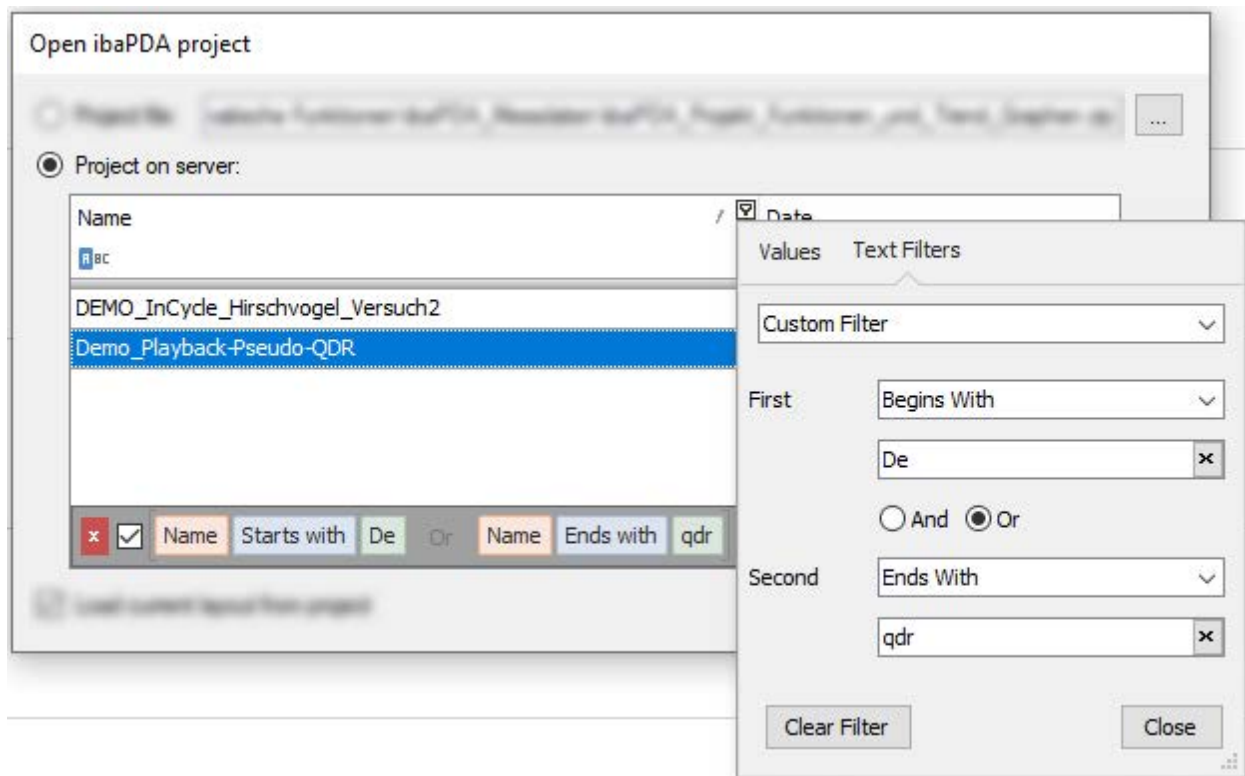 Open ibaPDA project
...
Project on server:
Name / Date
ABC
DEMO_InCycle_Hirschvogel_Versuch2
Demo_Playback-Pseudo-QDR
x Name Starts with De Or Name Ends with qdr
Values Text Filters
Custom Filter
First Begins With
De
And Or
Second Ends With
qdr
Clear Filter Close